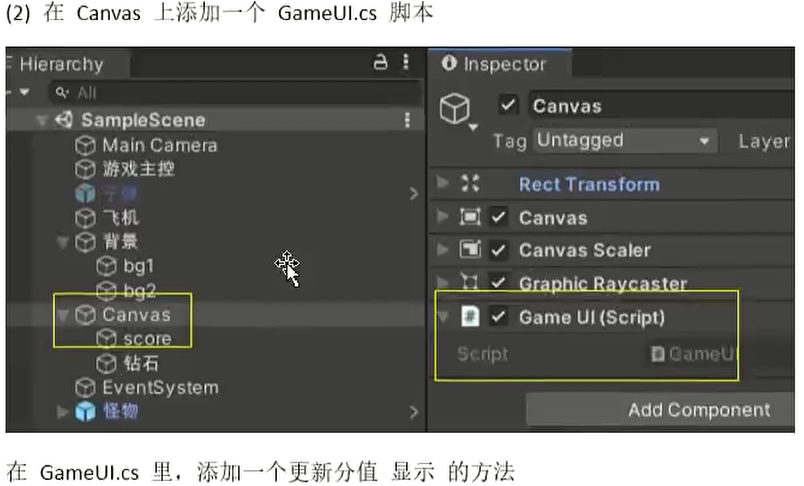 (2) 在 Canvas 上添加一个 GameUI.cs 脚本
Hierarchy
All
SampleScene
Main Camera
游戏主控
子弹
飞机
背景
bg1
bg2
Canvas
score
钻石
EventSystem
怪物
Inspector
Canvas
Tag Untagged Layer
Rect Transform
Canvas
Canvas Scaler
Graphic Raycaster
Game UI (Script)
Script GameUI
Add Component
在 GameUI.cs 里，添加一个更新分值 显示 的方法